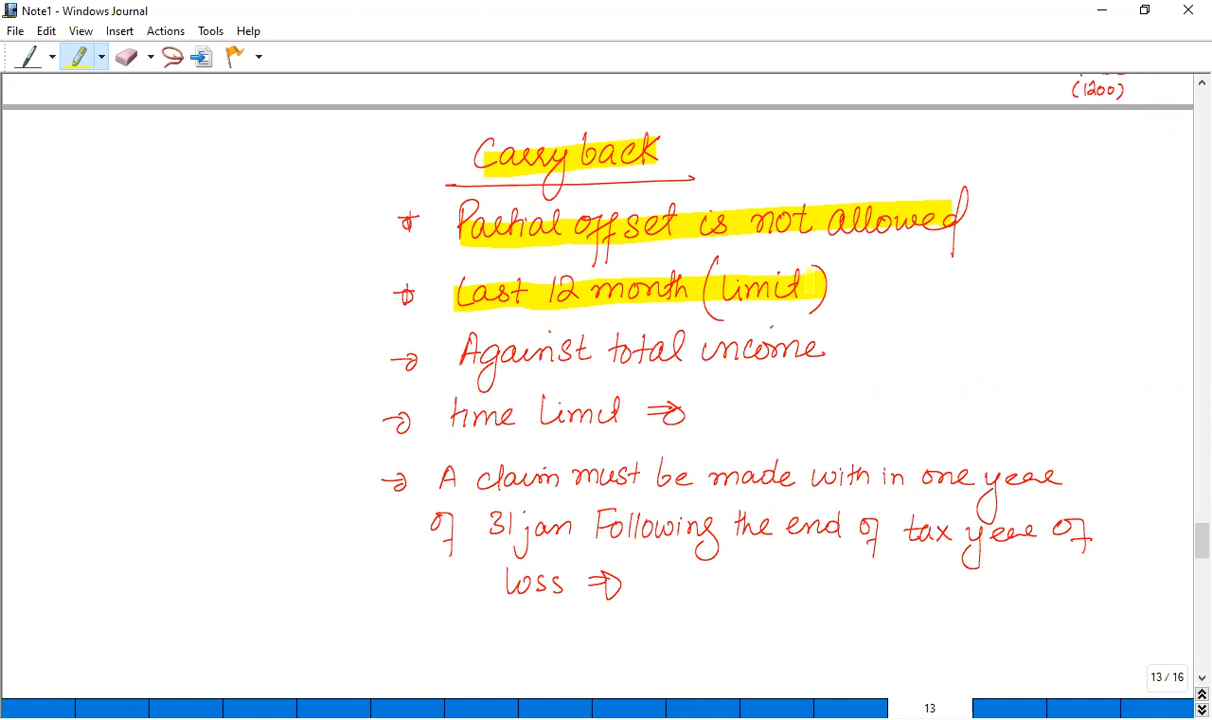 Note1 - Windows Journal
File Edit View Insert Actions Tools Help
(1200)
Carry back
Partial offset is not allowed
Last 12 month (limit)
Against total income
time limit ⇒
A claim must be made with in one year
of 31 jan Following the end of tax year of
loss ⇒
13 / 16
13